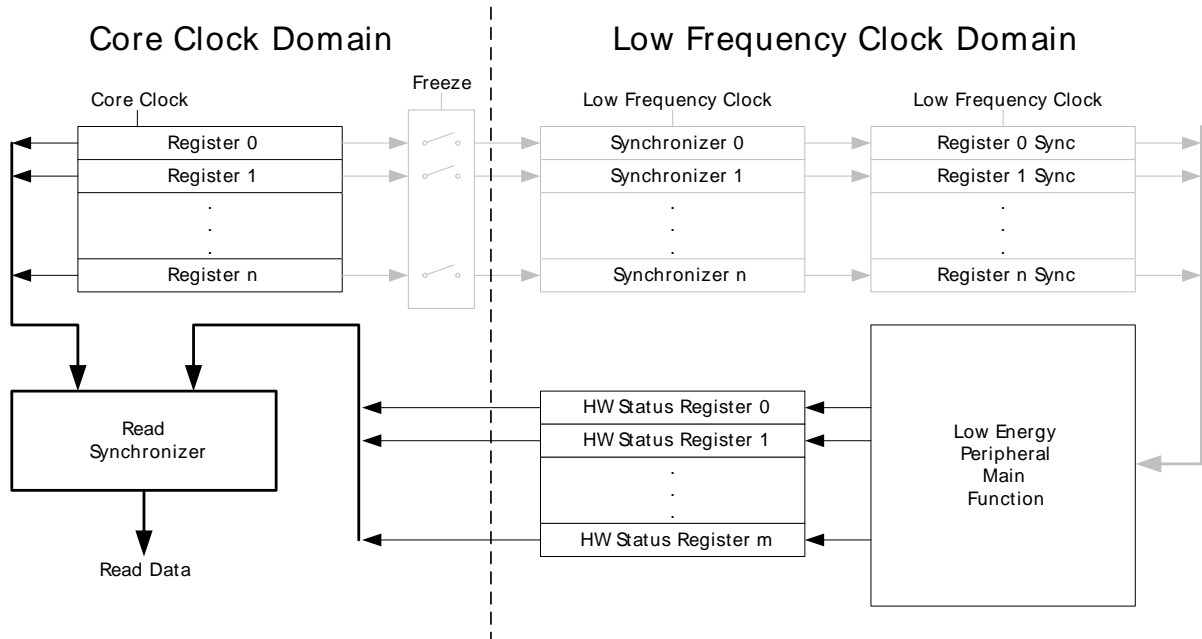 Core Clock Domain
Low Frequency Clock Domain
Freeze
Core Clock
Low Frequency Clock
Low Frequency Clock
Register 0
Synchronizer 0
Register 0 Sync
Register 1
Synchronizer 1
Register 1 Sync
.
.
.
.
.
.
.
.
.
Register n
Synchronizer n
Register n Sync
HW Status Register 0
HW Status Register 1
.
.
.
HW Status Register m
Read
Synchronizer
Low Energy
Peripheral
Main
Function
Read Data